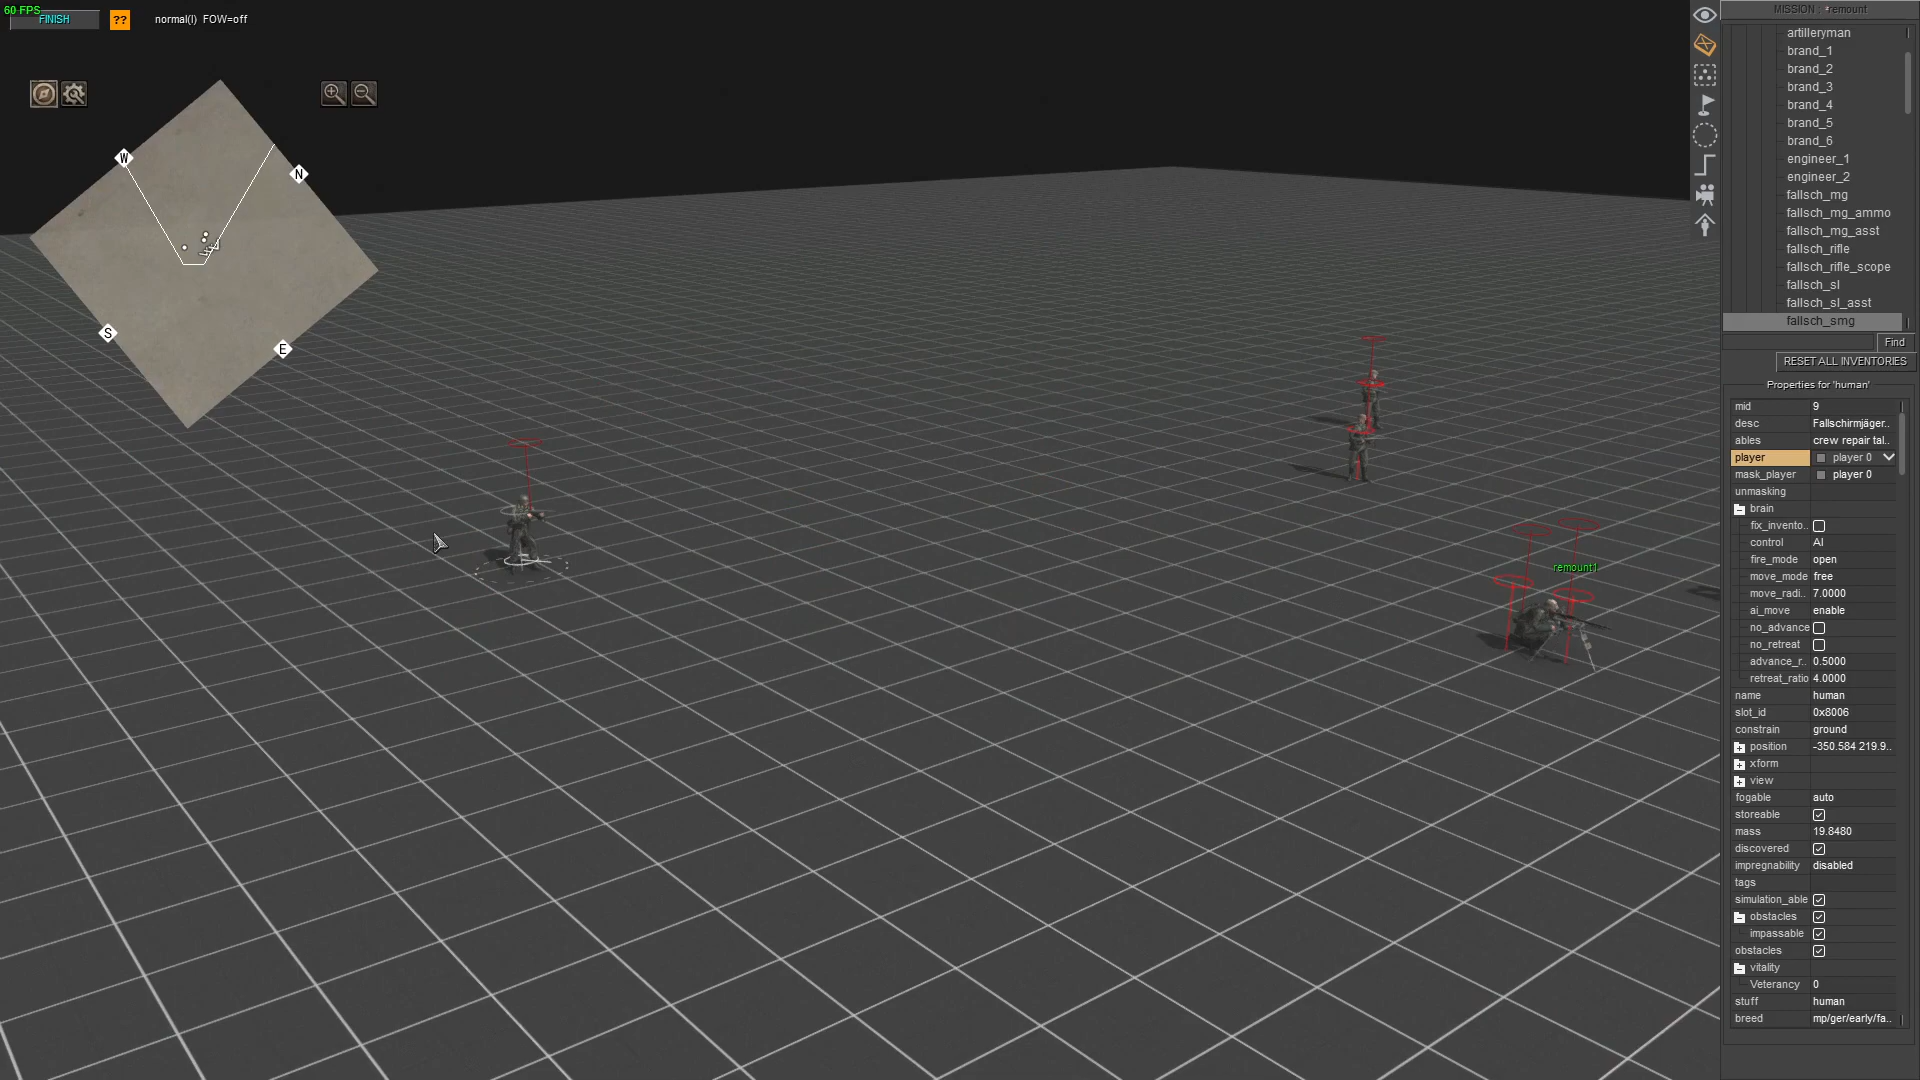 60 FPS
FINISH
??
normal(I) FOW=off
W
N
S
E
remount1
MISSION : *remount
artilleryman
brand_1
brand_2
brand_3
brand_4
brand_5
brand_6
engineer_1
engineer_2
fallsch_mg
fallsch_mg_ammo
fallsch_mg_asst
fallsch_rifle
fallsch_rifle_scope
fallsch_sl
fallsch_sl_asst
fallsch_smg
Find
RESET ALL INVENTORIES
Properties for 'human'
mid 9
desc Fallschirmjäger..
ables crew repair tal..
player player 0
mask_player player 0
unmasking
brain
fix_invento..
control AI
fire_mode open
move_mode free
move_radi.. 7.0000
ai_move enable
no_advance
no_retreat
advance_r.. 0.5000
retreat_ratio 4.0000
name human
slot_id 0x8006
constrain ground
position -350.584 219.9..
xform
view
fogable auto
storeable
mass 19.8480
discovered
impregnability disabled
tags
simulation_able
obstacles
impassable
obstacles
vitality
Veterancy 0
stuff human
breed mp/ger/early/fa..